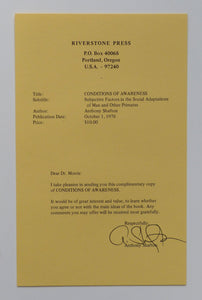 RIVERSTONE PRESS
P.O. Box 40068
Portland, Oregon
U.S.A. - 97240
Title: CONDITIONS OF AWARENESS
Subtitle: Subjective Factors in the Social Adaptations
of Man and Other Primates
Author: Anthony Shafton
Publication Date: October 1, 1976
Price: $10.00
Dear Dr. Morris:
I take pleasure in sending you this complimentary copy
of CONDITIONS OF AWARENESS.
It would be of great interest and value, to learn whether
you agree or not with the main ideas of the book. Any
comments you may offer will be received most gratefully.
Respectfully,
Anthony Shafton